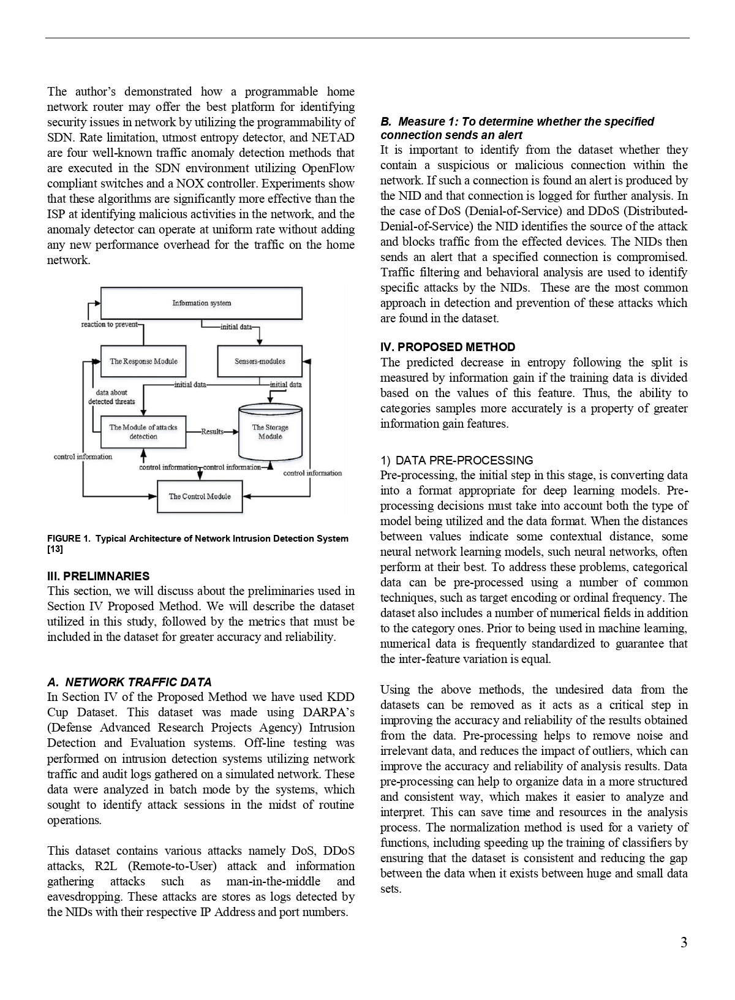 The author’s demonstrated how a programmable home
network router may offer the best platform for identifying
security issues in network by utilizing the programmability of
SDN. Rate limitation, utmost entropy detector, and NETAD
are four well-known traffic anomaly detection methods that
are executed in the SDN environment utilizing OpenFlow
compliant switches and a NOX controller. Experiments show
that these algorithms are significantly more effective than the
ISP at identifying malicious activities in the network, and the
anomaly detector can operate at uniform rate without adding
any new performance overhead for the traffic on the home
network.
Information system
reaction to prevent
initial data
The Response Module
Sensors-modules
initial data
initial data
data about
detected threats
The Module of attacks
detection
Results
The Storage
Module
control information
control information
control information
control information
The Control Module
FIGURE 1. Typical Architecture of Network Intrusion Detection System
[13]
III. PRELIMNARIES
This section, we will discuss about the preliminaries used in
Section IV Proposed Method. We will describe the dataset
utilized in this study, followed by the metrics that must be
included in the dataset for greater accuracy and reliability.
A. NETWORK TRAFFIC DATA
In Section IV of the Proposed Method we have used KDD
Cup Dataset. This dataset was made using DARPA’s
(Defense Advanced Research Projects Agency) Intrusion
Detection and Evaluation systems. Off-line testing was
performed on intrusion detection systems utilizing network
traffic and audit logs gathered on a simulated network. These
data were analyzed in batch mode by the systems, which
sought to identify attack sessions in the midst of routine
operations.
This dataset contains various attacks namely DoS, DDoS
attacks, R2L (Remote-to-User) attack and information
gathering attacks such as man-in-the-middle and
eavesdropping. These attacks are stores as logs detected by
the NIDs with their respective IP Address and port numbers.
B. Measure 1: To determine whether the specified
connection sends an alert
It is important to identify from the dataset whether they
contain a suspicious or malicious connection within the
network. If such a connection is found an alert is produced by
the NID and that connection is logged for further analysis. In
the case of DoS (Denial-of-Service) and DDoS (Distributed-
Denial-of-Service) the NID identifies the source of the attack
and blocks traffic from the effected devices. The NIDs then
sends an alert that a specified connection is compromised.
Traffic filtering and behavioral analysis are used to identify
specific attacks by the NIDs. These are the most common
approach in detection and prevention of these attacks which
are found in the dataset.
IV. PROPOSED METHOD
The predicted decrease in entropy following the split is
measured by information gain if the training data is divided
based on the values of this feature. Thus, the ability to
categories samples more accurately is a property of greater
information gain features.
1) DATA PRE-PROCESSING
Pre-processing, the initial step in this stage, is converting data
into a format appropriate for deep learning models. Pre-
processing decisions must take into account both the type of
model being utilized and the data format. When the distances
between values indicate some contextual distance, some
neural network learning models, such neural networks, often
perform at their best. To address these problems, categorical
data can be pre-processed using a number of common
techniques, such as target encoding or ordinal frequency. The
dataset also includes a number of numerical fields in addition
to the category ones. Prior to being used in machine learning,
numerical data is frequently standardized to guarantee that
the inter-feature variation is equal.
Using the above methods, the undesired data from the
datasets can be removed as it acts as a critical step in
improving the accuracy and reliability of the results obtained
from the data. Pre-processing helps to remove noise and
irrelevant data, and reduces the impact of outliers, which can
improve the accuracy and reliability of analysis results. Data
pre-processing can help to organize data in a more structured
and consistent way, which makes it easier to analyze and
interpret. This can save time and resources in the analysis
process. The normalization method is used for a variety of
functions, including speeding up the training of classifiers by
ensuring that the dataset is consistent and reducing the gap
between the data when it exists between huge and small data
sets.
3